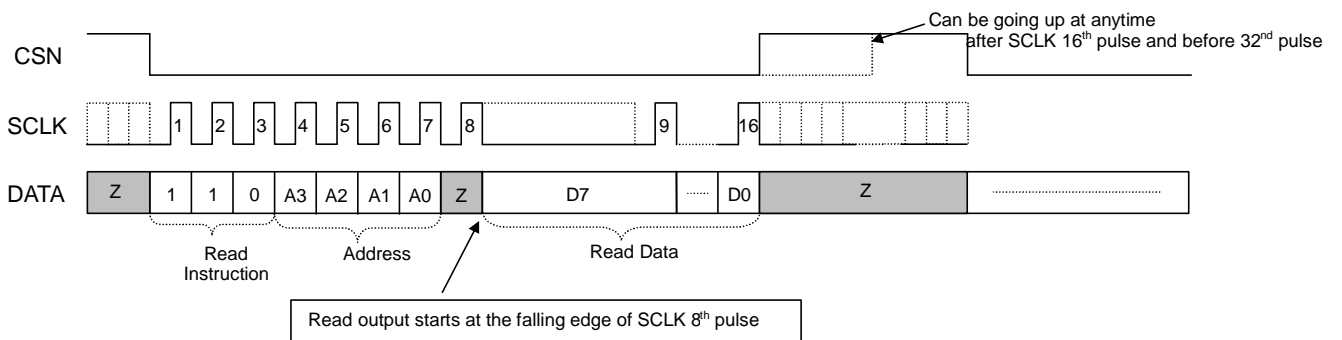 Can be going up at anytime
after SCLK 16th pulse and before 32nd pulse
CSN
SCLK 1 2 3 4 5 6 7 8 9 16
DATA Z 1 1 0 A3 A2 A1 A0 Z D7 ...... D0 Z
Read
Instruction
Address
Read Data
Read output starts at the falling edge of SCLK 8th pulse